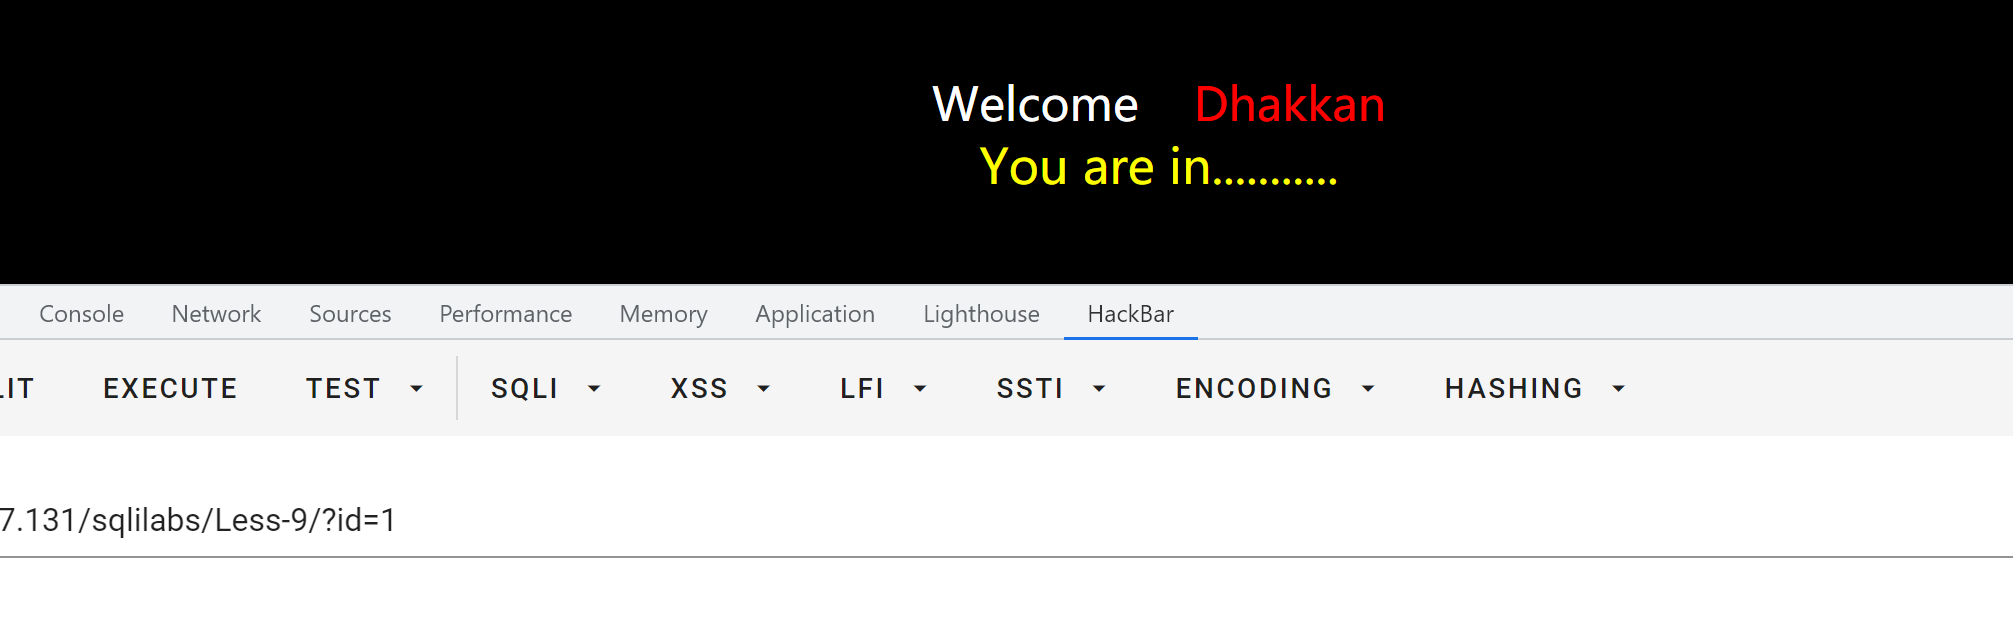 Welcome Dhakkan
You are in...........
Console Network Sources Performance Memory Application Lighthouse HackBar
LIT EXECUTE TEST SQLI XSS LFI SSTI ENCODING HASHING
7.131/sqlilabs/Less-9/?id=1